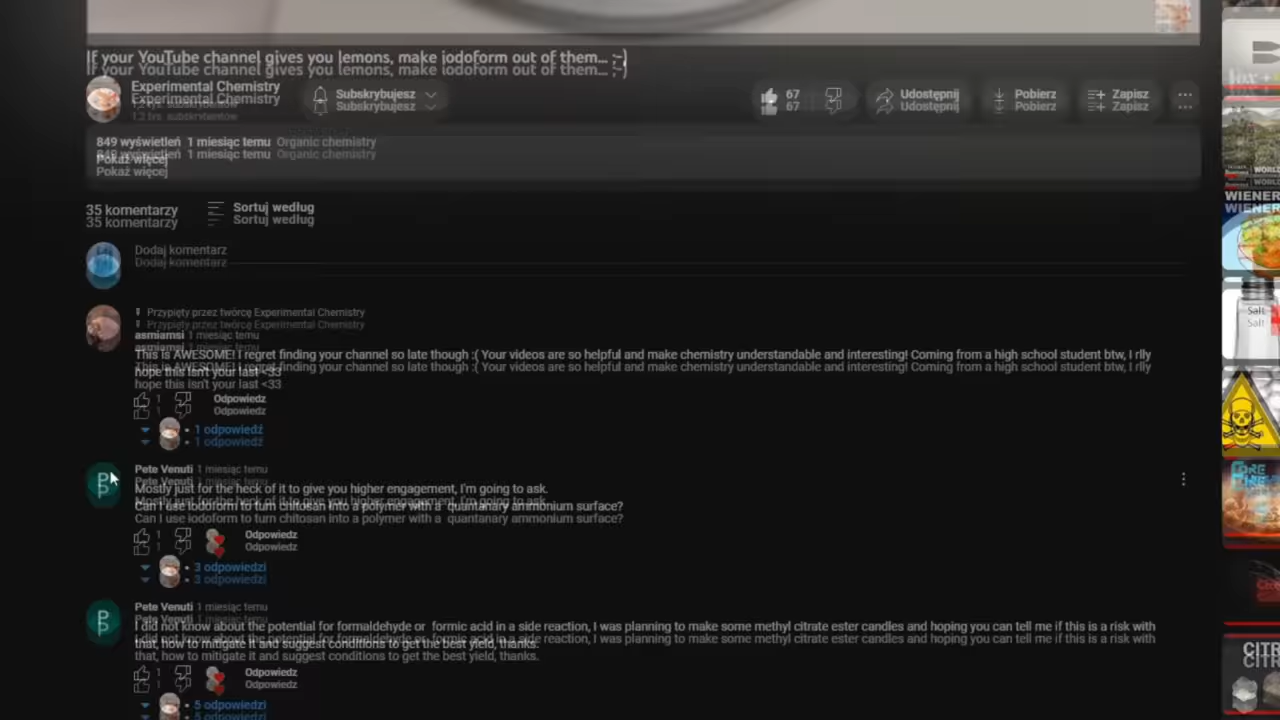 If your YouTube channel gives you lemons, make iodoform out of them... ;)
Experimental Chemistry
1,2 tys. subskrybentów
Subskrybujesz
67
Udostępnij
Pobierz
Zapisz
849 wyświetleń 1 miesiąc temu Organic chemistry
Pokaż więcej
35 komentarzy
Sortuj według
Dodaj komentarz
Przypięty przez twórcę Experimental Chemistry
asmiamsi 1 miesiąc temu
This is AWESOME! I regret finding your channel so late though :( Your videos are so helpful and make chemistry understandable and interesting! Coming from a high school student btw, I rlly
hope this isn't your last <33
1
Odpowiedz
1 odpowiedź
P
Pete Venuti 1 miesiąc temu
Mostly just for the heck of it to give you higher engagement, I'm going to ask.
Can I use iodoform to turn chitosan into a polymer with a quantanary ammonium surface?
1
Odpowiedz
3 odpowiedzi
P
Pete Venuti 1 miesiąc temu
I did not know about the potential for formaldehyde or formic acid in a side reaction, I was planning to make some methyl citrate ester candles and hoping you can tell me if this is a risk with
that, how to mitigate it and suggest conditions to get the best yield, thanks.
1
Odpowiedz
5 odpowiedzi
WORLD
WIENER
Salt
CITR